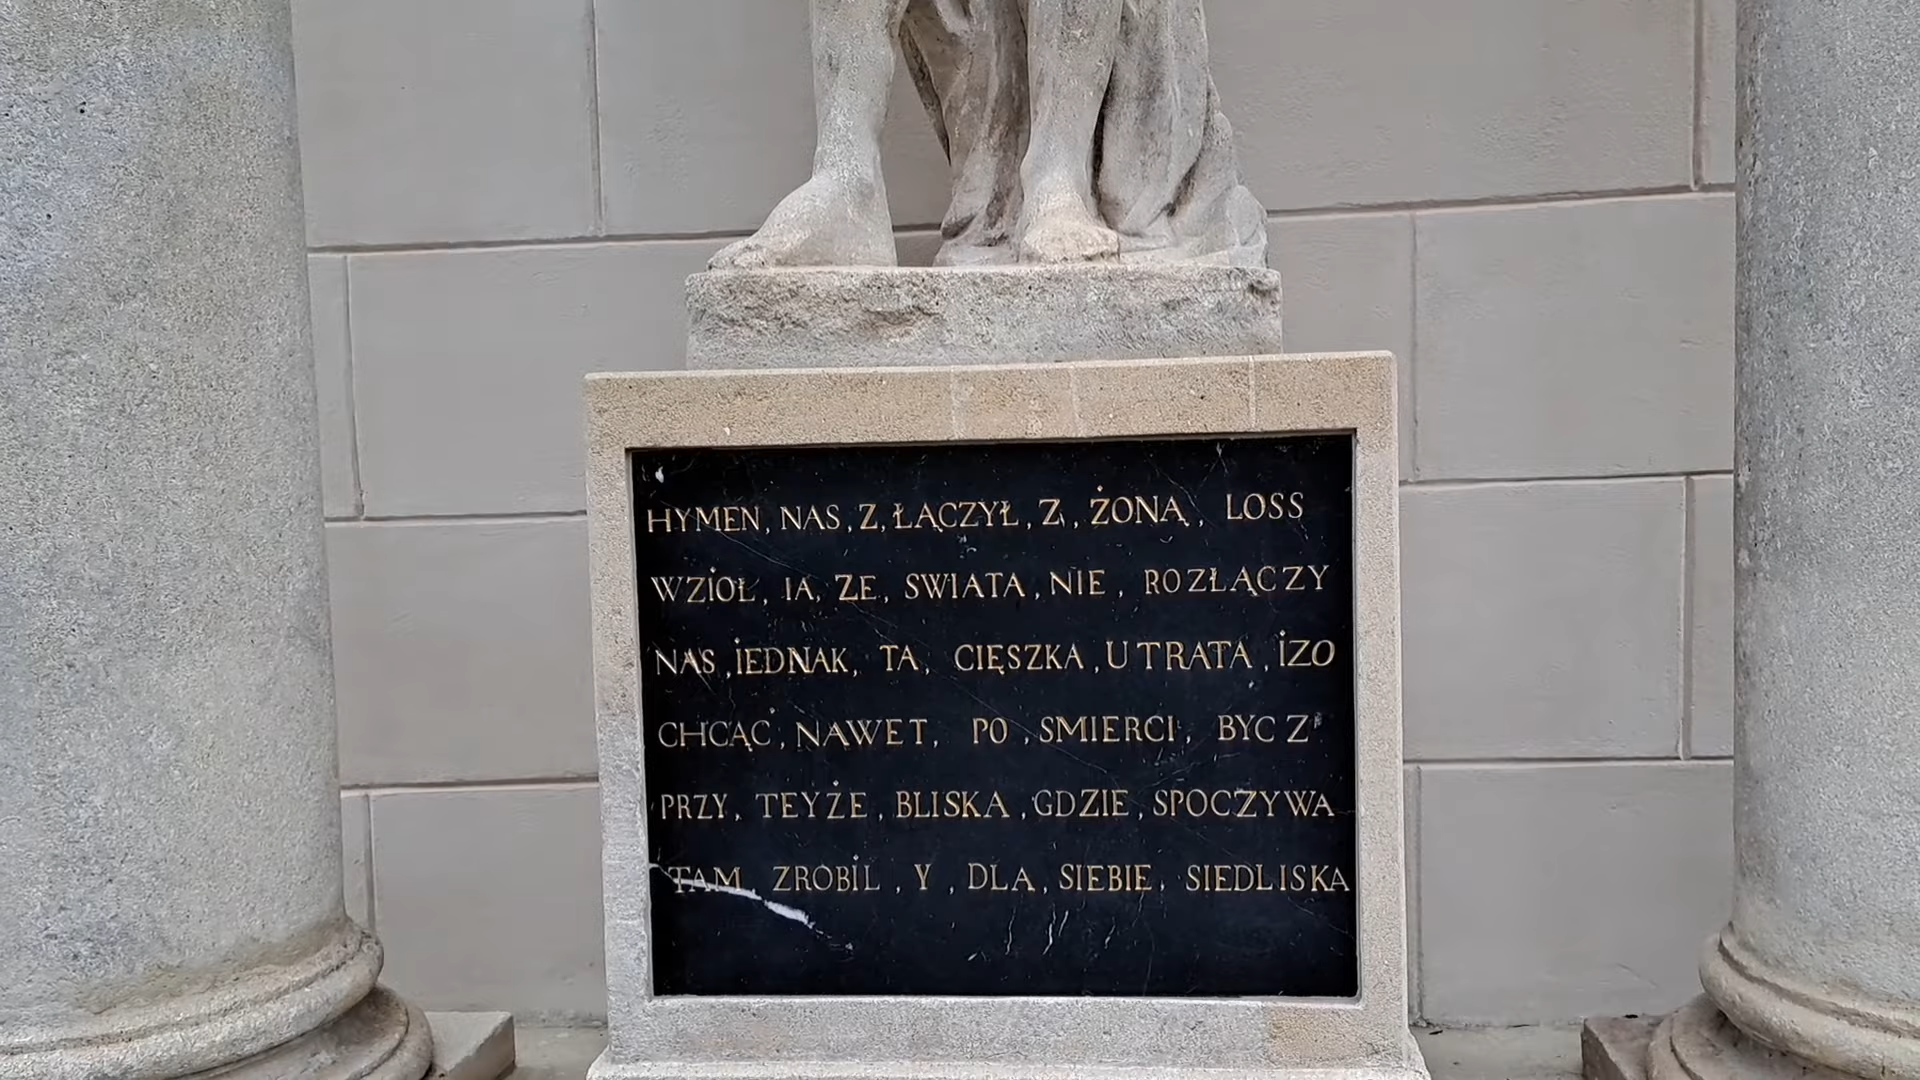 HYMEN, NAS, Z, ŁĄCZYŁ, Z, ŻONĄ, LOSS
WZIOŁ, IA, ZE, SWIATA, NIE, ROZŁĄCZY
NAS, IEDNAK, TA, CIĘSZKA, UTRATA, IZO
CHCĄC, NAWET, PO, SMIERCI, BYC Z
PRZY, TEYŻE, BLISKA, GDZIE, SPOCZYWA
TAM, ZROBIL, Y, DLA, SIEBIE, SIEDLISKA